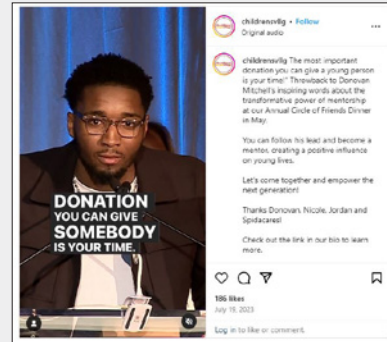 DONATION
YOU CAN GIVE
SOMEBODY
IS YOUR TIME.
childrensvllg • Follow
Original audio
childrensvllg The most important
donation you can give a young person
is your time!" Throwback to Donovan
Mitchell's inspiring words about the
transformative power of mentorship
at our Annual Circle of Friends Dinner
in May.
You can follow his lead and become a
mentor, creating a positive influence
on young lives.
Let's come together and empower the
next generation!
Thanks Donovan, Nicole, Jordan and
Spidacares!
Check out the link in our bio to learn
more.
186 likes
July 19, 2023
Log in to like or comment.